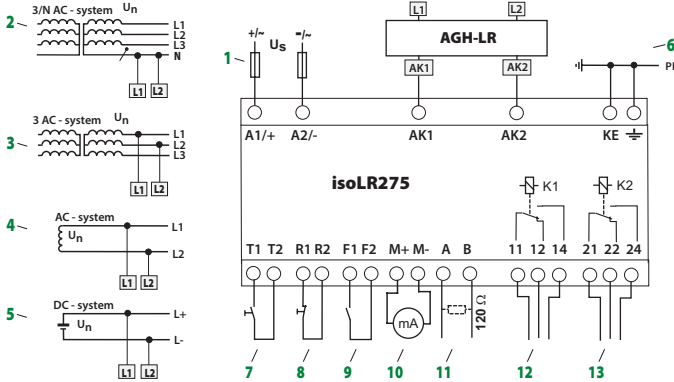 3/N AC - system Un
2
L1
L2
L3
N
L1 L2
3 AC - system Un
3
L1
L2
L3
L1 L2
AC - system
4
Un
L1
L2
L1 L2
DC - system
5
Un
L+
L-
L1 L2
L1 L2
AGH-LR
AK1 AK2
+/~ Us -/~
1
6
PE
A1/+ A2/- AK1 AK2 KE
isoLR275
K1 K2
11 12 14 21 22 24
T1 T2 R1 R2 F1 F2 M+ M- A B
mA
120 Ω
7 8 9 10 11 12 13